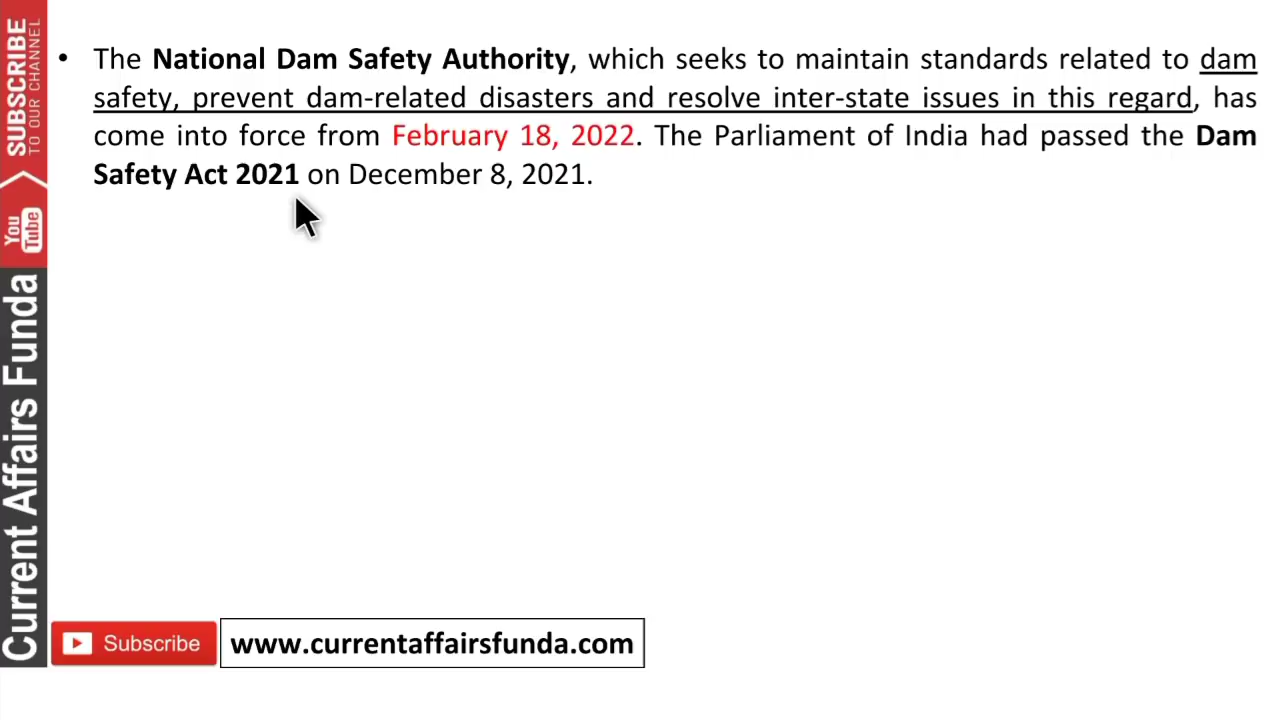 • The National Dam Safety Authority, which seeks to maintain standards related to dam
safety, prevent dam-related disasters and resolve inter-state issues in this regard, has
come into force from February 18, 2022. The Parliament of India had passed the Dam
Safety Act 2021 on December 8, 2021.
SUBSCRIBE
TO OUR CHANNEL
You
Tube
Current Affairs Funda
Subscribe
www.currentaffairsfunda.com